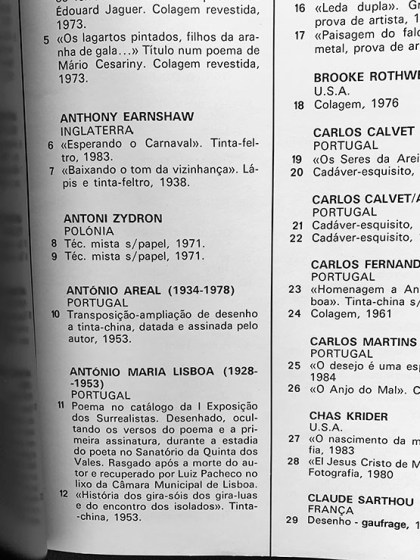 Édouard Jaguer. Colagem revestida,
1973.
5 «Os lagartos pintados, filhos da ara-
nha de gala...» Título num poema de
Mário Cesariny. Colagem revestida,
1973.
ANTHONY EARNSHAW
INGLATERRA
6 «Esperando o Carnaval». Tinta-fel-
tro, 1983.
7 «Baixando o tom da vizinhança». Lá-
pis e tinta-feltro, 1938.
ANTONI ZYDRON
POLÓNIA
8 Téc. mista s/papel, 1971.
9 Téc. mista s/papel, 1971.
ANTÓNIO AREAL (1934-1978)
PORTUGAL
10 Transposição-ampliação de desenho
a tinta-china, datada e assinada pelo
autor, 1953.
ANTÓNIO MARIA LISBOA (1928-
-1953)
PORTUGAL
11 Poema no catálogo da I Exposição
dos Surrealistas. Desenhado, ocul-
tando os versos do poema e a pri-
meira assinatura, durante a estadia
do poeta no Sanatório da Quinta dos
Vales. Rasgado após a morte do au-
tor e recuperado por Luiz Pacheco no
lixo da Câmara Municipal de Lisboa.
12 «História dos gira-sóis dos gira-luas
e do encontro dos isolados». Tinta-
-china, 1953.
16 «Leda dupla».
prova de artista,
17 «Paisagem do
metal, prova de
BROOKE
U.S.A.
18 Colagem, 1976
CARLOS CALVET
PORTUGAL
19 «Os Seres da
20 Cadáver-esquisito,
CARLOS
PORTUGAL
21 Cadáver-esquisito,
22 Cadáver-esquisito,
CARLOS
PORTUGAL
23 «Homenagem a
boa». Tinta-china
24 Colagem, 1961
CARLOS MARTINS
PORTUGAL
25 «O desejo é uma
1984
26 «O Anjo do Mal».
CHAS KRIDER
U.S.A.
27 «O nascimento da
fia, 1983
28 «El Jesus Cristo de
Fotografia, 1980
CLAUDE SARTHOU
FRANÇA
29 Desenho - gaufrage,